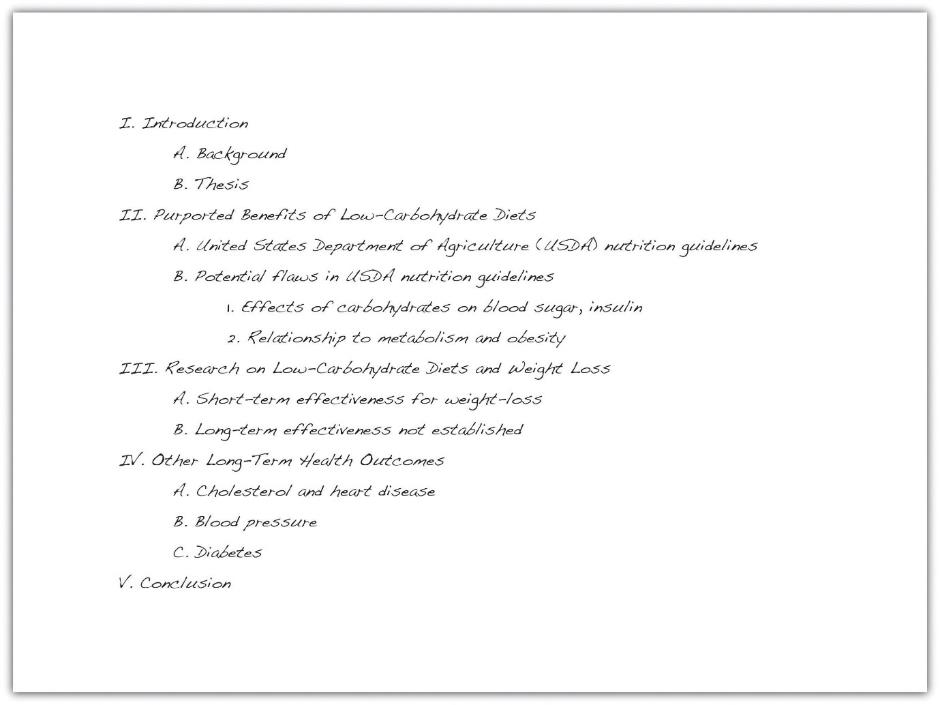 I. Introduction
A. Background
B. Thesis
II. Purported Benefits of Low-Carbohydrate Diets
A. United States Department of Agriculture (USDA) nutrition guidelines
B. Potential flaws in USDA nutrition guidelines
1. Effects of carbohydrates on blood sugar, insulin
2. Relationship to metabolism and obesity
III. Research on Low-Carbohydrate Diets and Weight Loss
A. Short-term effectiveness for weight-loss
B. Long-term effectiveness not established
IV. Other Long-Term Health Outcomes
A. Cholesterol and heart disease
B. Blood pressure
C. Diabetes
V. Conclusion